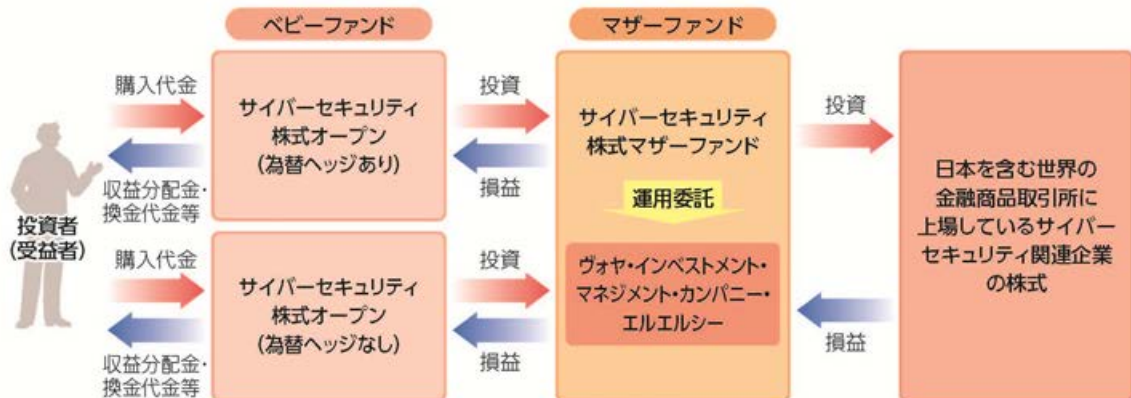 ベビーファンド
マザーファンド
購入代金
収益分配金・
換金代金等
投資者
(受益者)
購入代金
収益分配金・
換金代金等
サイバーセキュリティ
株式オープン
(為替ヘッジあり)
サイバーセキュリティ
株式オープン
(為替ヘッジなし)
投資
損益
投資
損益
サイバーセキュリティ
株式マザーファンド
運用委託
ヴォヤ・インベストメント・
マネジメント・カンパニー・
エルエルシー
投資
損益
日本を含む世界の
金融商品取引所に
上場しているサイバー
セキュリティ関連企業
の株式